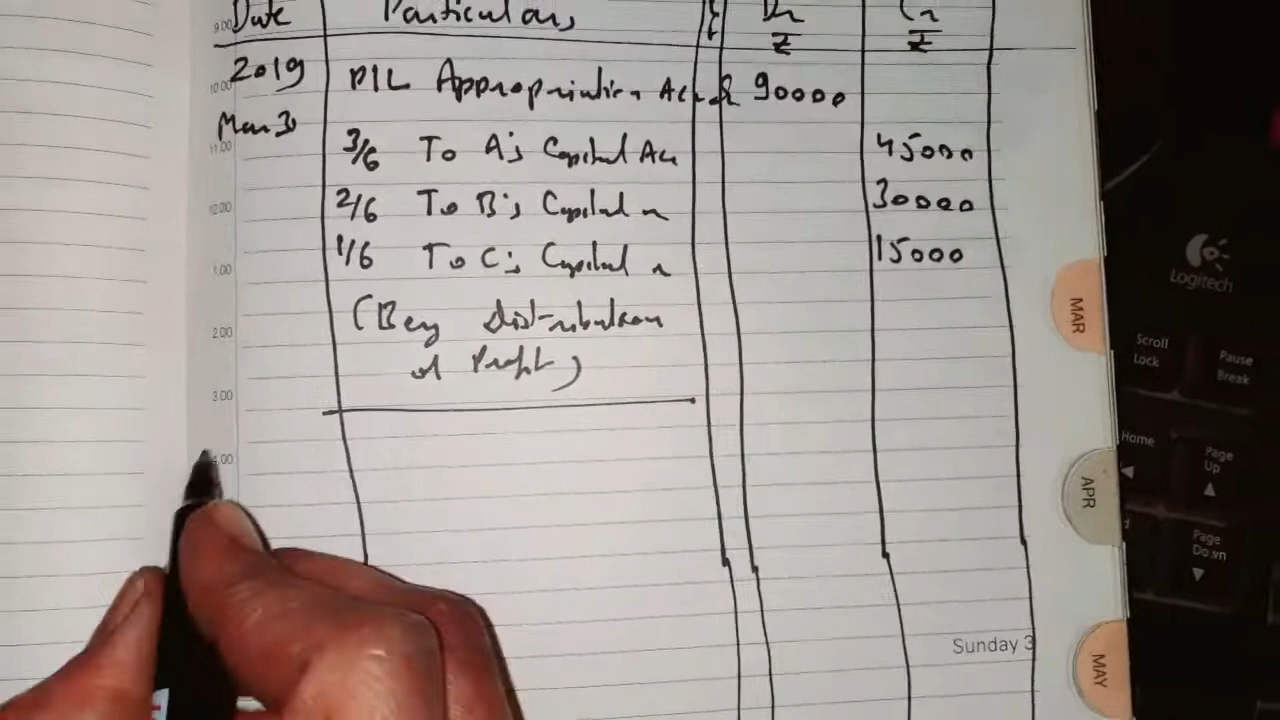 Date Particulars Dr Cr
9.00
₹ ₹
2019 P/L Appropriation A/c Dr 90000
10.00
Mar 31
3/6 To A's Capital A/c 45000
11.00
2/6 To B's Capital " 30000
12.00
1/6 To C's Capital " 15000
1.00
(Being distribution
2.00
of Profit)
3.00
4.00
Sunday 3
MAR
APR
MAY
Logitech
Scroll
Lock
Pause
Break
Home
Page
Up
Page
Down